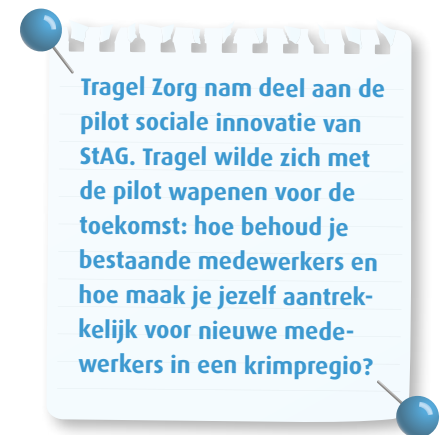 Tragel Zorg nam deel aan de
pilot sociale innovatie van
StAG. Tragel wilde zich met
de pilot wapenen voor de
toekomst: hoe behoud je
bestaande medewerkers en
hoe maak je jezelf aantrek-
kelijk voor nieuwe mede-
werkers in een krimpregio?